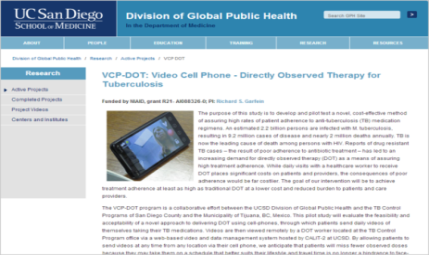 UC San Diego
SCHOOL OF MEDICINE
Division of Global Public Health
in the Department of Medicine
Search GPH Site
ABOUT
PEOPLE
EDUCATION
TRAINING
RESEARCH
RESOURCES
Division of Global Public Health / Research / Active Projects / VCP-DOT
Research
Active Projects
Completed Projects
Project Videos
Centers and Institutes
VCP-DOT: Video Cell Phone - Directly Observed Therapy for
Tuberculosis
Funded by NIAID, grant R21- PI: Richard S. Garfein
The purpose of this study is to develop and pilot test a novel, cost-effective method
of assuring high rates of patient adherence to anti-tuberculosis (TB) medication
regimens. An estimated 2.2 billion persons are infected with M. tuberculosis,
resulting in 9.2 million cases of disease and nearly 2 million deaths annually. TB is
now the leading cause of death among persons with HIV. Reports of drug resistant
TB cases – the result of poor adherence to antibiotic treatment – has led to an
increasing demand for directly observed therapy (DOT) as a means of assuring
high treatment adherence. While daily visits with a healthcare worker to receive
DOT places significant costs on patients and providers, the consequences of poor
adherence would be far costlier. The goal of our intervention will be to achieve
treatment adherence at least as high as traditional DOT at a lower cost and reduced burden to patients and care
providers.
The VCP-DOT program is a collaborative effort between the UCSD Division of Global Public Health and the TB Control
Programs of San Diego County and the Municipality of Tijuana, BC, Mexico. This pilot study will evaluate the feasibility and
acceptability of a novel approach to delivering DOT using cell-phones, through which patients send daily videos of
themselves taking their TB medications. Videos are then viewed remotely by a DOT worker located at the TB Control
Program office via a web-based video and data management system hosted by CALIT-2 at UCSD. By allowing patients to
send videos at any time from any location via their cell phone, we anticipate that patients will miss fewer observed doses
because they may take them on a schedule that better suits their lifestyle and travel time is no longer a hindrance to face-